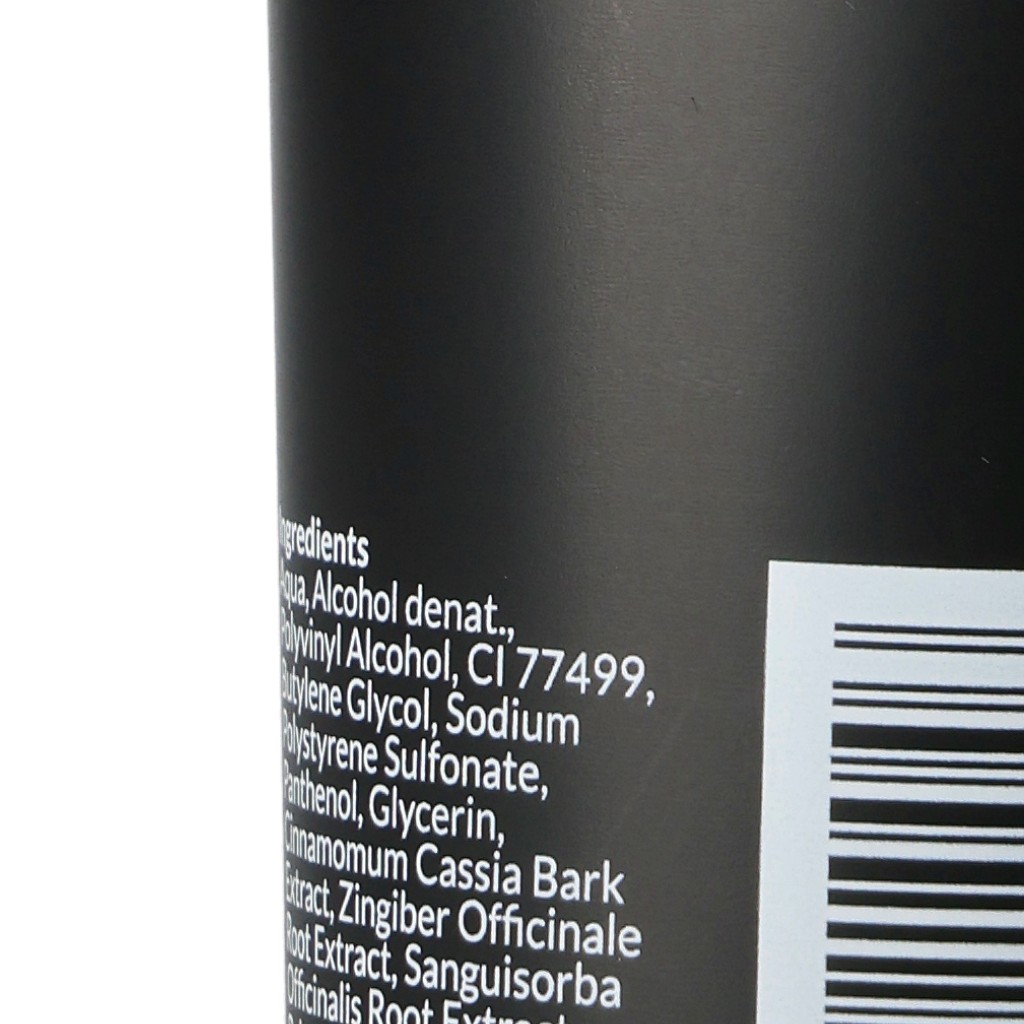 Ingredients
Aqua, Alcohol denat.,
Polyvinyl Alcohol, CI 77499,
Butylene Glycol, Sodium
Polystyrene Sulfonate,
Panthenol, Glycerin,
Cinnamomum Cassia Bark
Extract, Zingiber Officinale
Root Extract, Sanguisorba
Officinalis Root Extract